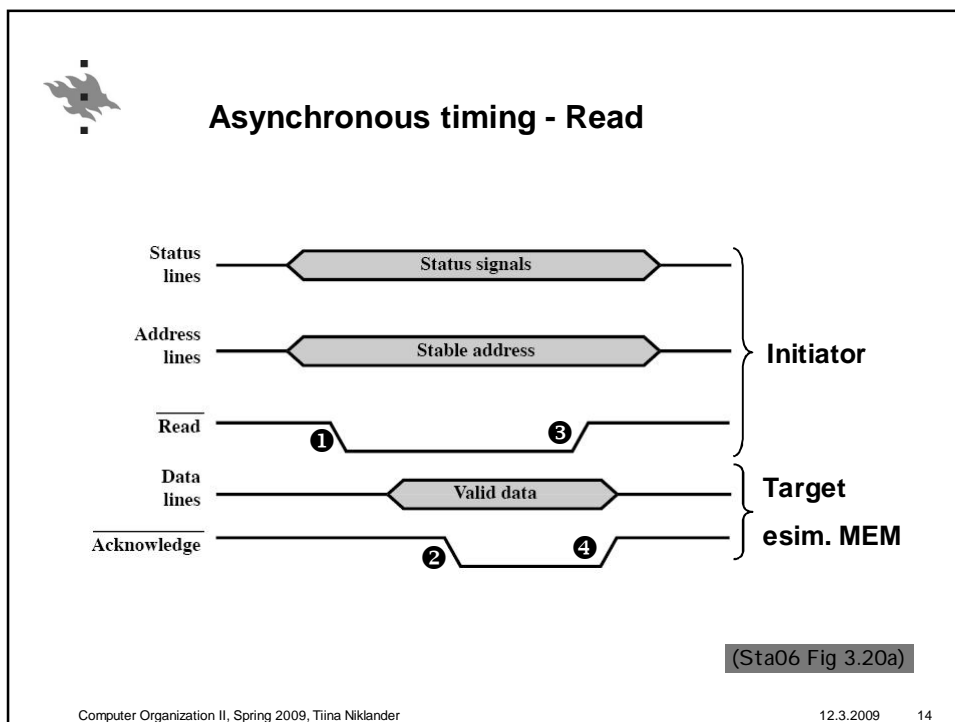 Asynchronous timing - Read
Status
lines
Status signals
Address
lines
Stable address
Initiator
Read
❶
❸
Data
lines
Valid data
Target
Acknowledge
❷
❹
esim. MEM
(Sta06 Fig 3.20a)
Computer Organization II, Spring 2009, Tiina Niklander
12.3.2009
14